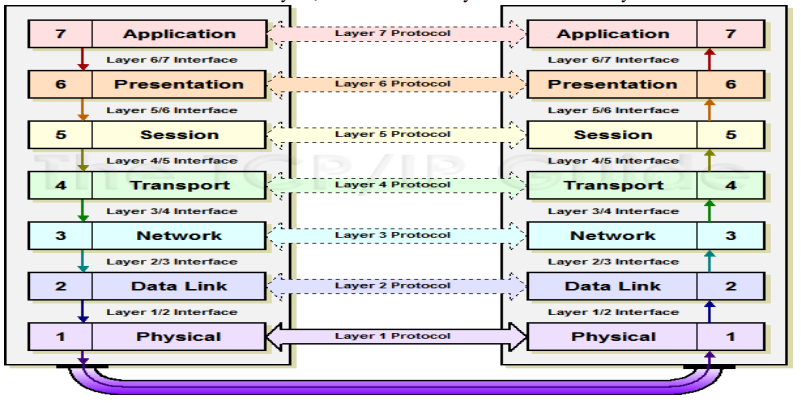 7 Application Layer 7 Protocol Application 7
Layer 6/7 Interface Layer 6/7 Interface
6 Presentation Layer 6 Protocol Presentation 6
Layer 5/6 Interface Layer 5/6 Interface
5 Session Layer 5 Protocol Session 5
Layer 4/5 Interface Layer 4/5 Interface
The TCP/IP Guide
4 Transport Layer 4 Protocol Transport 4
Layer 3/4 Interface Layer 3/4 Interface
3 Network Layer 3 Protocol Network 3
Layer 2/3 Interface Layer 2/3 Interface
2 Data Link Layer 2 Protocol Data Link 2
Layer 1/2 Interface Layer 1/2 Interface
1 Physical Layer 1 Protocol Physical 1